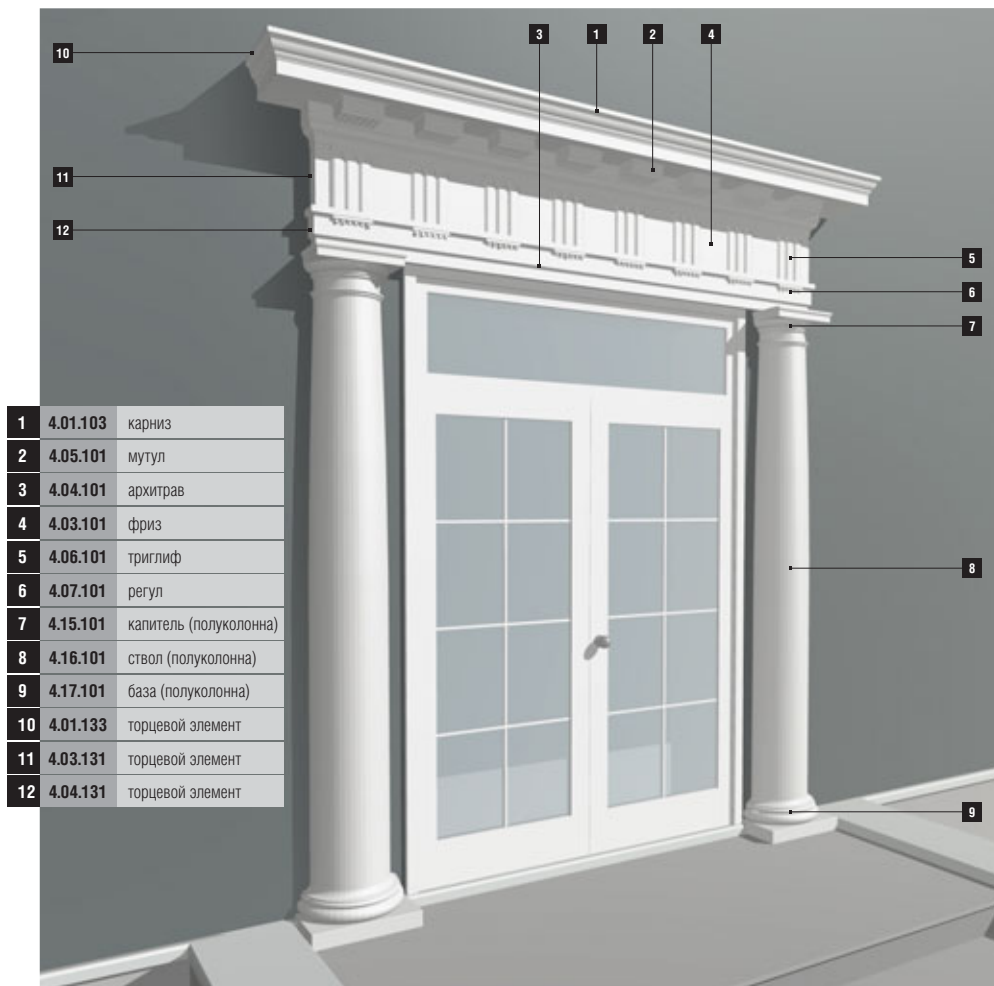 3 1 2 4
10
11
12
5
6
7
1 4.01.103 карниз
2 4.05.101 мутул
3 4.04.101 архитрав
4 4.03.101 фриз
5 4.06.101 триглиф
6 4.07.101 регул
7 4.15.101 капитель (полуколонна)
8 4.16.101 ствол (полуколонна)
9 4.17.101 база (полуколонна)
10 4.01.133 торцевой элемент
11 4.03.131 торцевой элемент
12 4.04.131 торцевой элемент
8
9